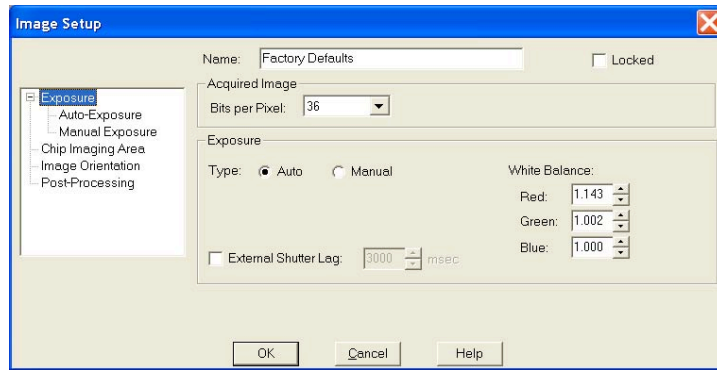 Image Setup
Name: Factory Defaults
Locked
Exposure
Auto-Exposure
Manual Exposure
Chip Imaging Area
Image Orientation
Post-Processing
Acquired Image
Bits per Pixel: 36
Exposure
Type: Auto Manual
White Balance:
Red: 1.143
Green: 1.002
Blue: 1.000
External Shutter Lag: 3000 msec
OK Cancel Help